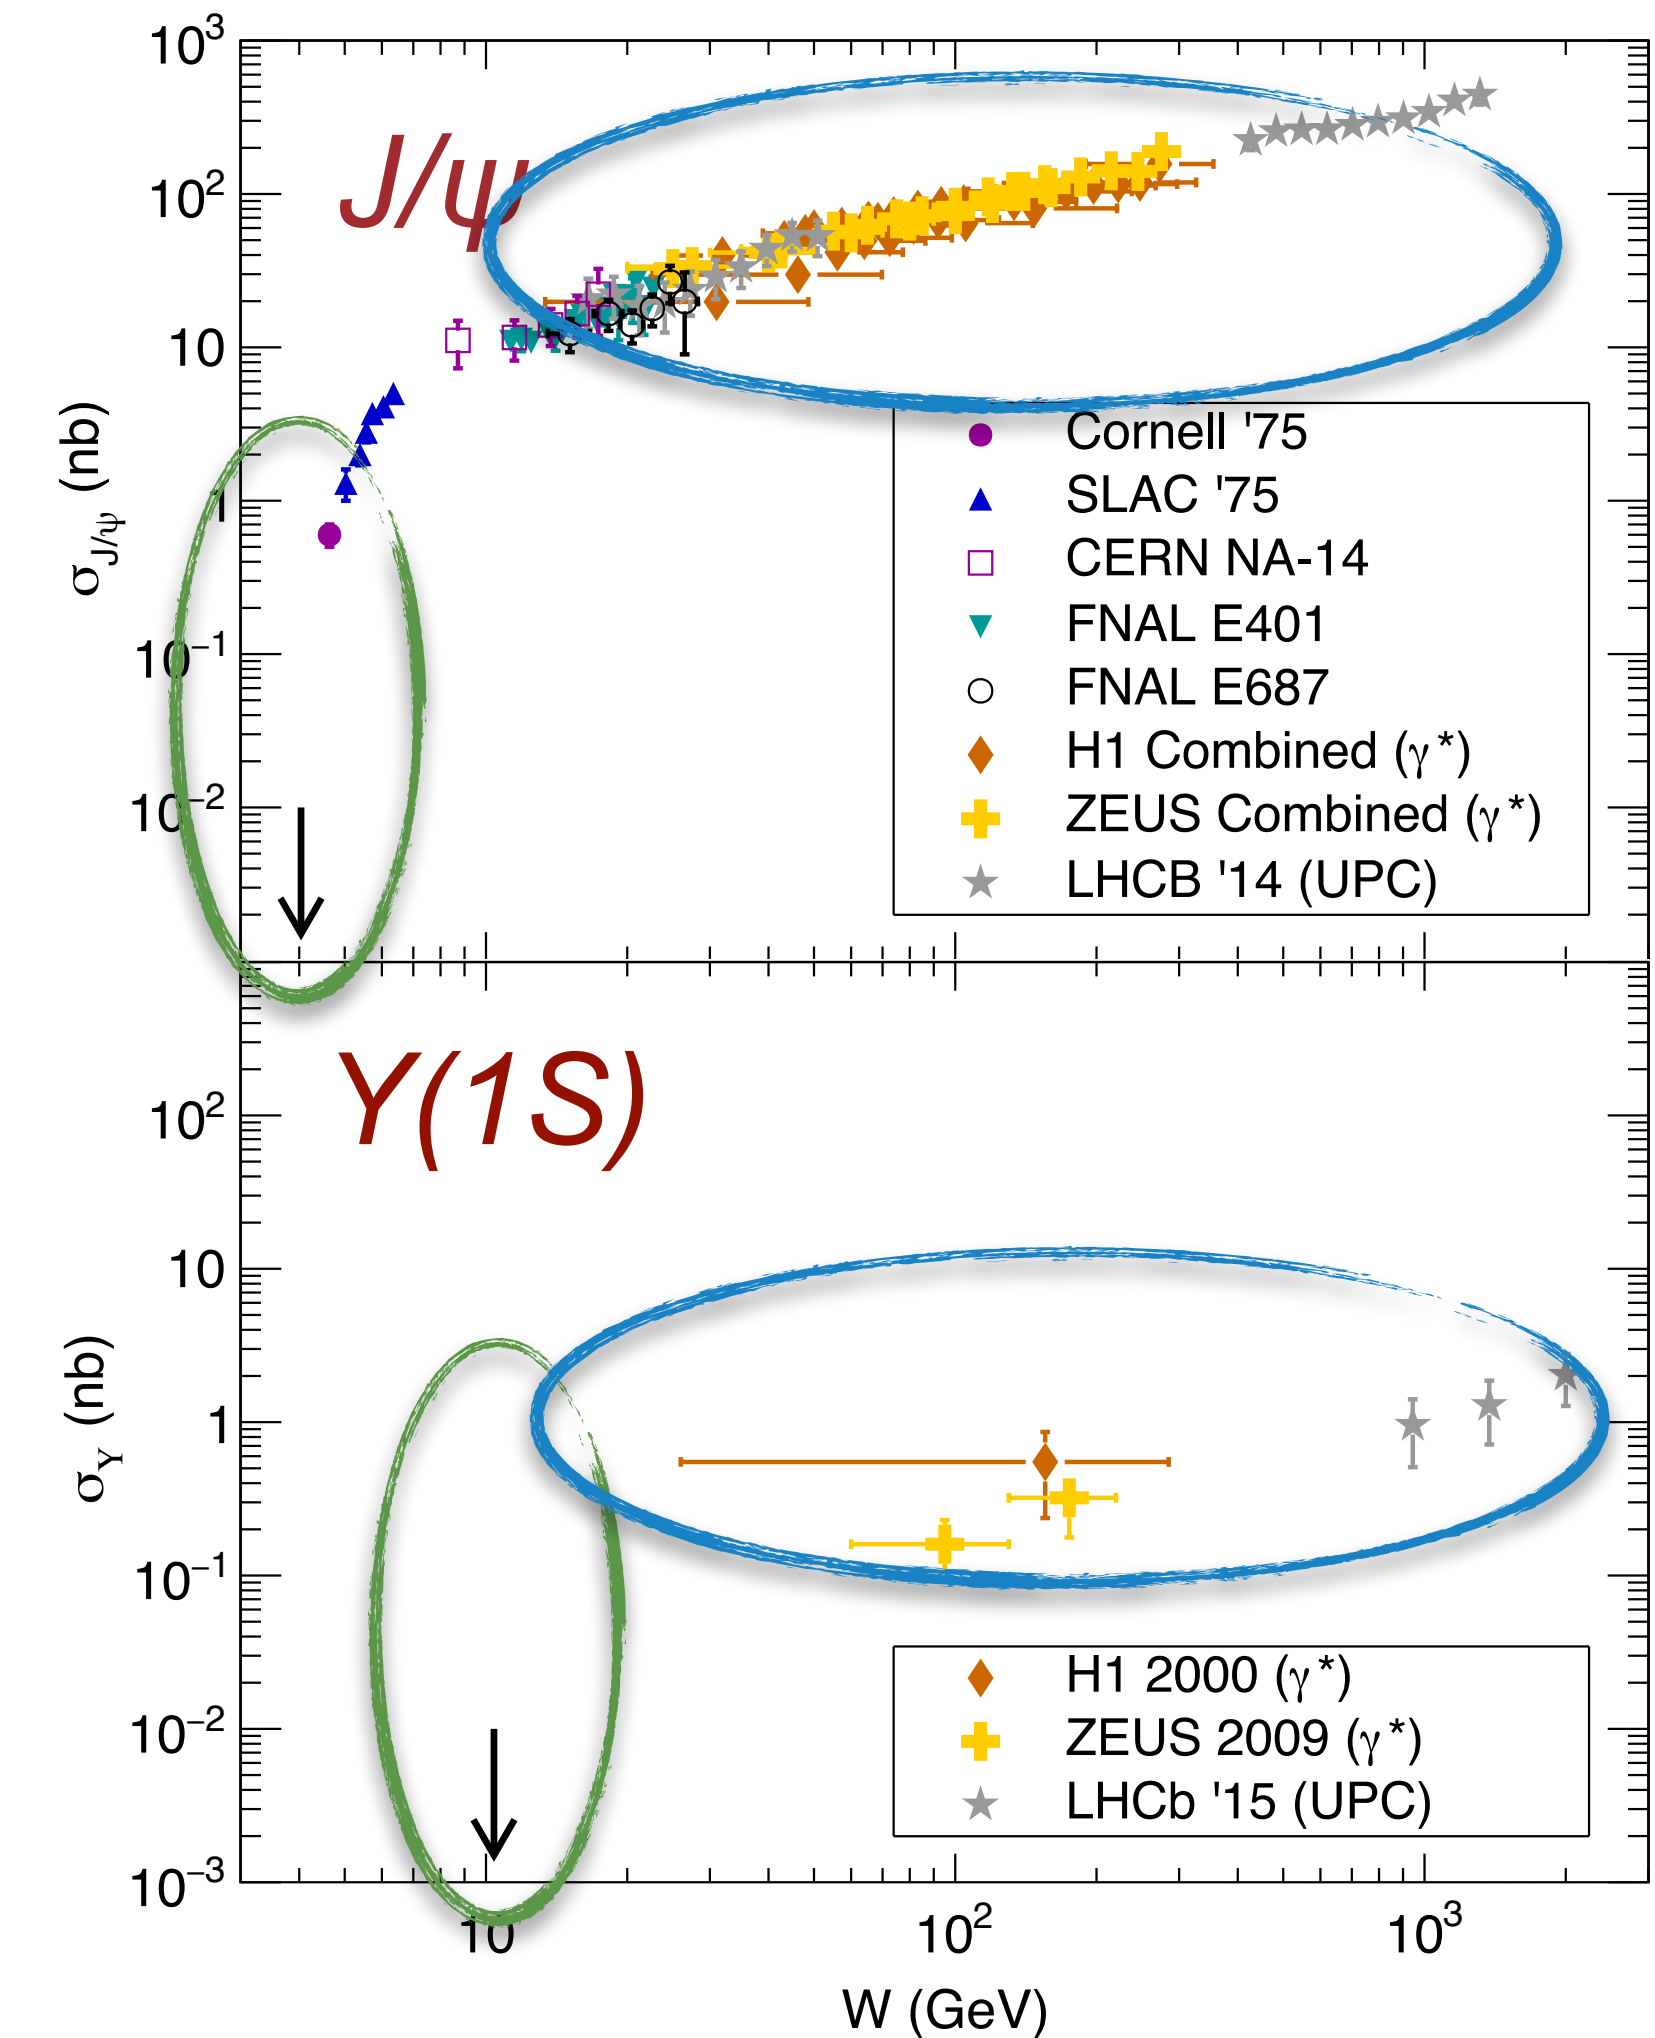 10³
J/ψ
10²
10
1
10⁻¹
10⁻²
σ_J/ψ (nb)
Cornell '75
SLAC '75
CERN NA-14
FNAL E401
FNAL E687
H1 Combined (γ*)
ZEUS Combined (γ*)
LHCB '14 (UPC)
Υ(1S)
10²
10
1
10⁻¹
10⁻²
10⁻³
σ_Υ (nb)
H1 2000 (γ*)
ZEUS 2009 (γ*)
LHCb '15 (UPC)
10 10² 10³
W (GeV)